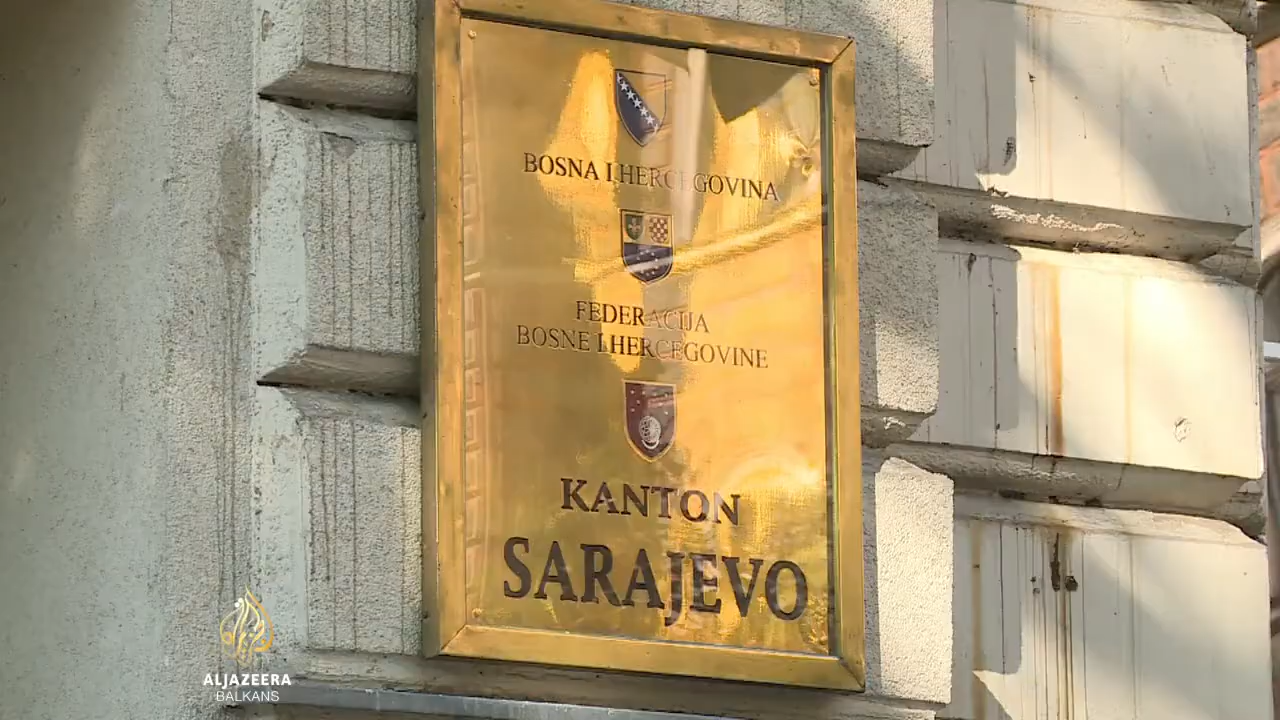 BOSNA I HERCEGOVINA
FEDERACIJA
BOSNE I HERCEGOVINE
KANTON
SARAJEVO
ALJAZEERA
BALKANS